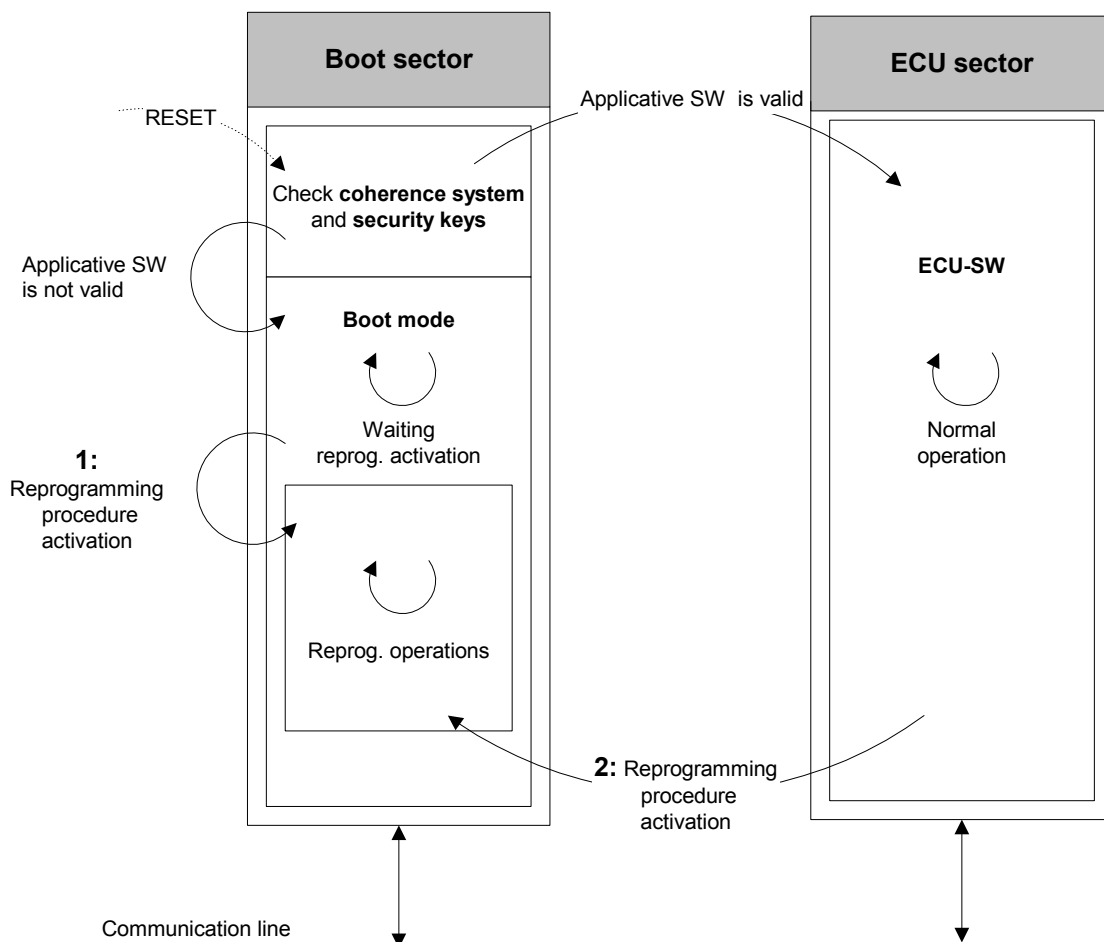 Boot sector
ECU sector
RESET
Applicative SW is valid
Check coherence system
and security keys
Applicative SW
is not valid
ECU-SW
Boot mode
Waiting
reprog. activation
Normal
operation
1:
Reprogramming
procedure
activation
Reprog. operations
2: Reprogramming
procedure
activation
Communication line